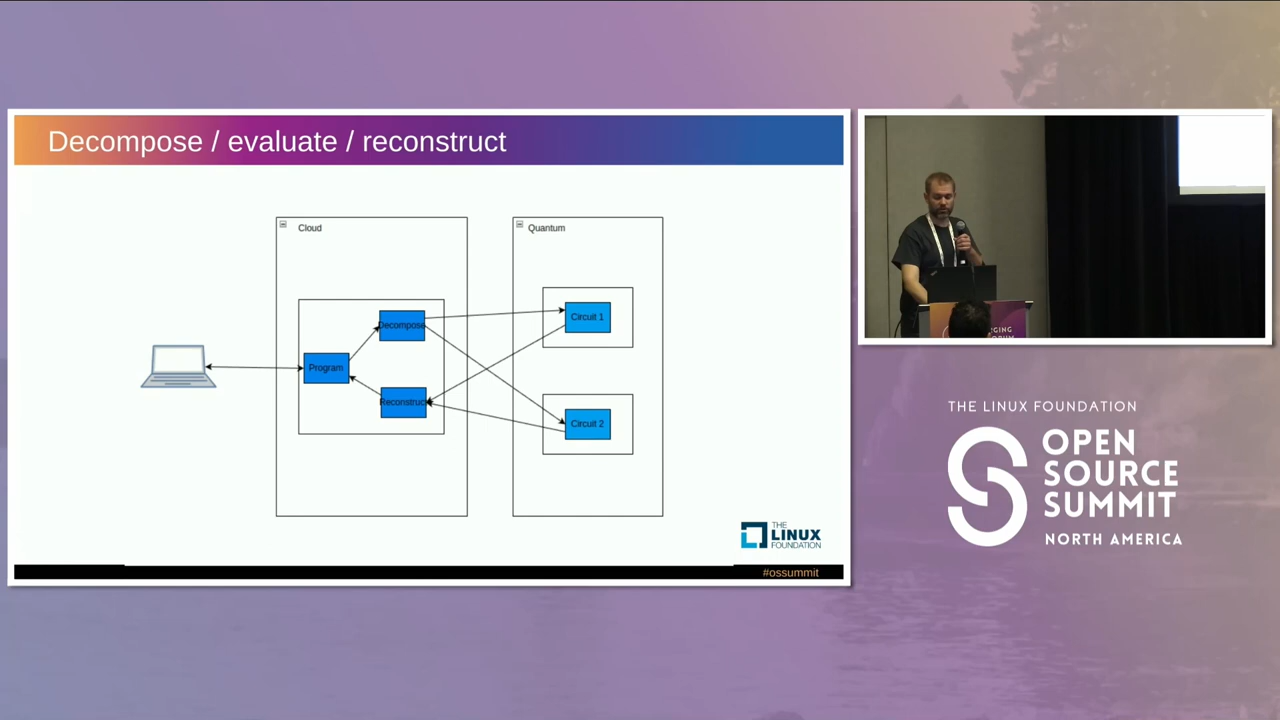 Decompose / evaluate / reconstruct
Cloud
Quantum
Decompose
Circuit 1
Program
Reconstruct
Circuit 2
THE
LINUX
FOUNDATION
#ossummit
THE LINUX FOUNDATION
OPEN
SOURCE
SUMMIT
NORTH AMERICA